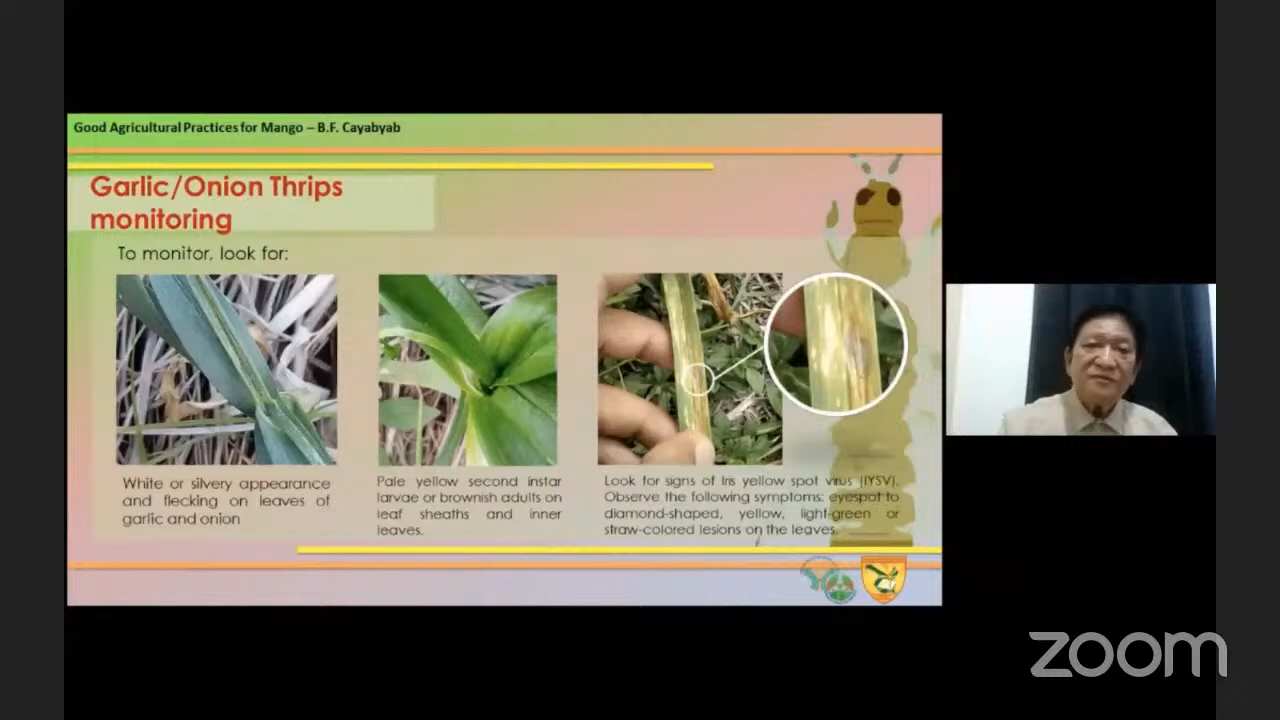 Good Agricultural Practices for Mango – B.F. Cayabyab
Garlic/Onion Thrips
monitoring
To monitor, look for:
White or silvery appearance
and flecking on leaves of
garlic and onion
Pale yellow second instar
larvae or brownish adults on
leaf sheaths and inner
leaves.
Look for signs of Iris yellow spot virus (IYSV).
Observe the following symptoms: eyespot to
diamond-shaped, yellow, light-green or
straw-colored lesions on the leaves.
zoom